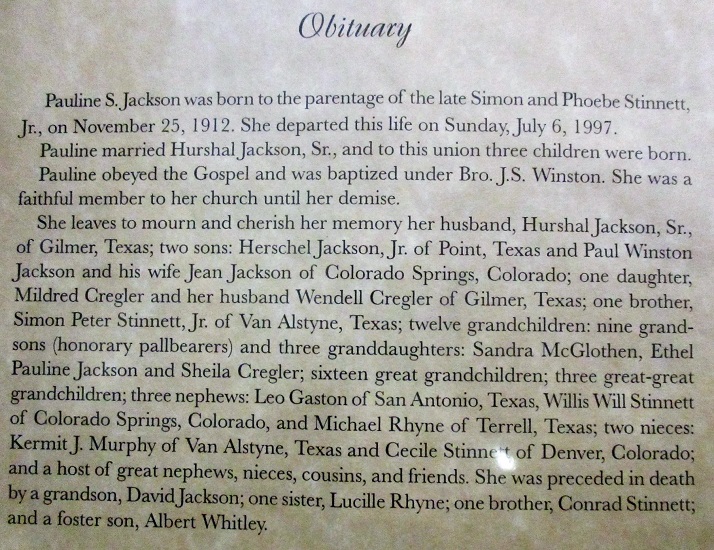 Obituary
Pauline S. Jackson was born to the parentage of the late Simon and Phoebe Stinnett,
Jr., on November 25, 1912. She departed this life on Sunday, July 6, 1997.
Pauline married Hurshal Jackson, Sr., and to this union three children were born.
Pauline obeyed the Gospel and was baptized under Bro. J.S. Winston. She was a
faithful member to her church until her demise.
She leaves to mourn and cherish her memory her husband, Hurshal Jackson, Sr.,
of Gilmer, Texas; two sons: Herschel Jackson, Jr. of Point, Texas and Paul Winston
Jackson and his wife Jean Jackson of Colorado Springs, Colorado; one daughter,
Mildred Cregler and her husband Wendell Cregler of Gilmer, Texas; one brother,
Simon Peter Stinnett, Jr. of Van Alstyne, Texas; twelve grandchildren: nine grand-
sons (honorary pallbearers) and three granddaughters: Sandra McGlothen, Ethel
Pauline Jackson and Sheila Cregler; sixteen great grandchildren; three great-great
grandchildren; three nephews: Leo Gaston of San Antonio, Texas, Willis Will Stinnett
of Colorado Springs, Colorado, and Michael Rhyne of Terrell, Texas; two nieces:
Kermit J. Murphy of Van Alstyne, Texas and Cecile Stinnett of Denver, Colorado;
and a host of great nephews, nieces, cousins, and friends. She was preceded in death
by a grandson, David Jackson; one sister, Lucille Rhyne; one brother, Conrad Stinnett;
and a foster son, Albert Whitley.